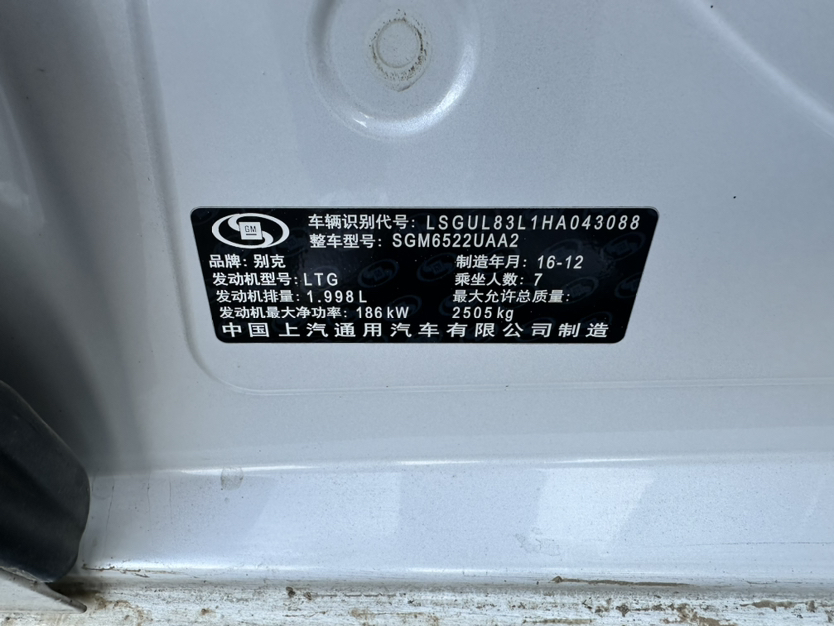 GM
车辆识别代号: LSGUL83L1HA043088
整车型号: SGM6522UAA2
品牌: 别克 制造年月: 16-12
发动机型号: LTG 乘坐人数: 7
发动机排量: 1.998L 最大允许总质量:
发动机最大净功率: 186kW 2505kg
中国上汽通用汽车有限公司制造